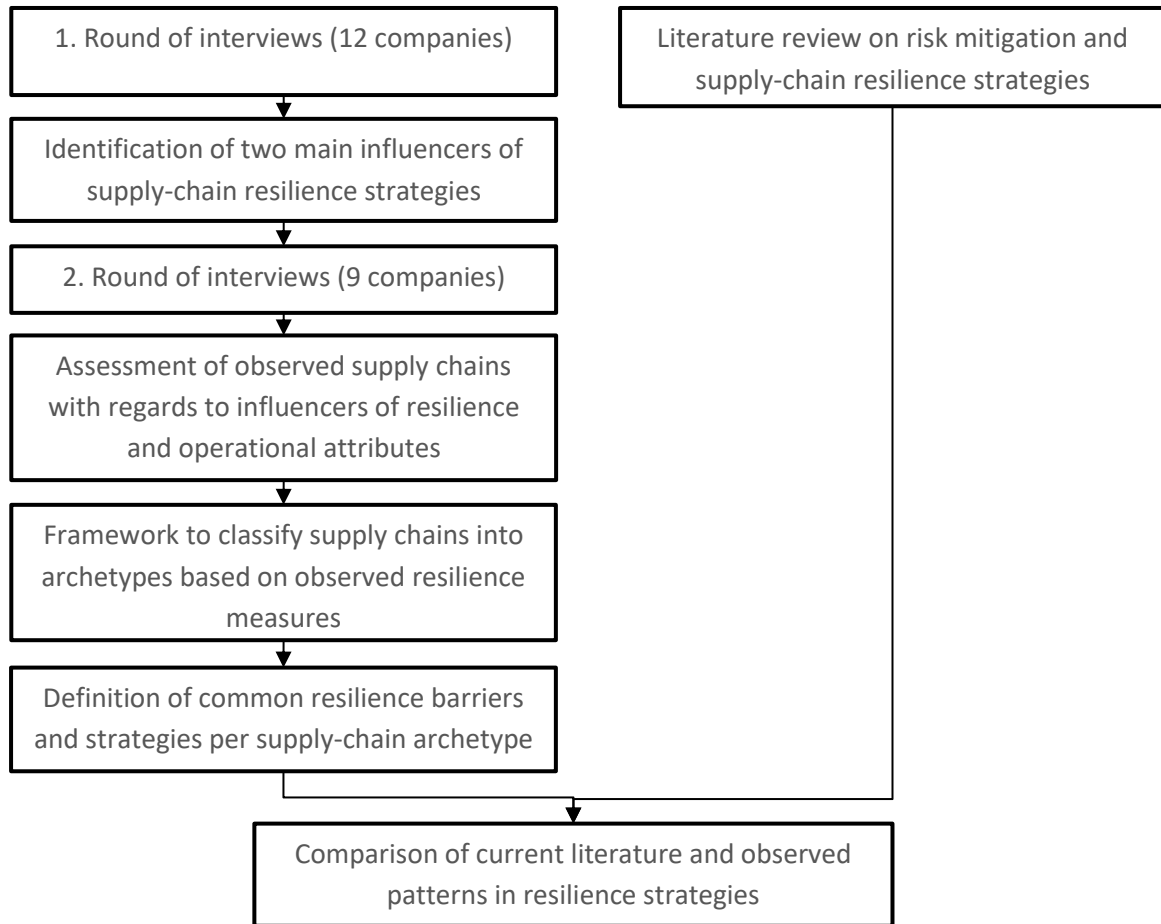 1. Round of interviews (12 companies)
Literature review on risk mitigation and
supply-chain resilience strategies
Identification of two main influencers of
supply-chain resilience strategies
2. Round of interviews (9 companies)
Assessment of observed supply chains
with regards to influencers of resilience
and operational attributes
Framework to classify supply chains into
archetypes based on observed resilience
measures
Definition of common resilience barriers
and strategies per supply-chain archetype
Comparison of current literature and observed
patterns in resilience strategies